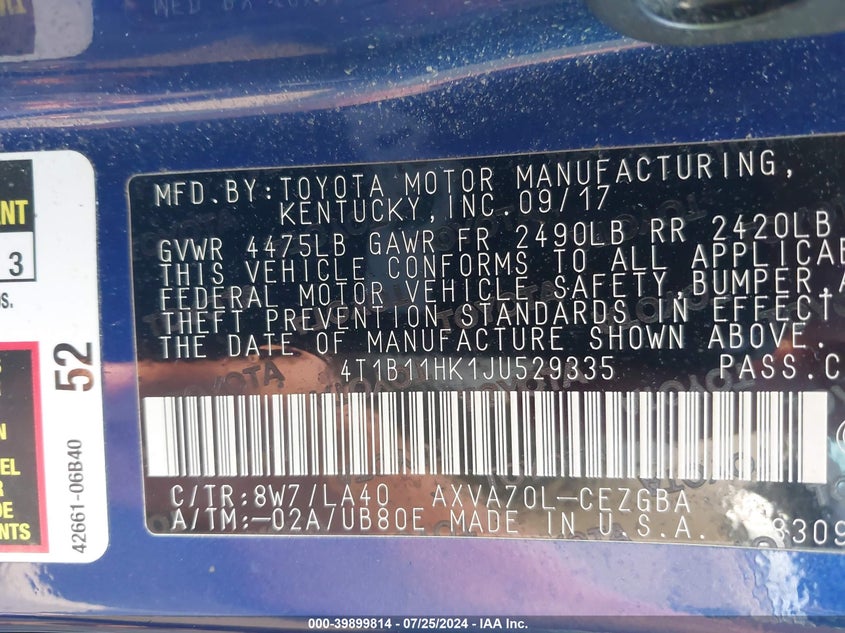 MFD. BY: TOYOTA MOTOR MANUFACTURING,
KENTUCKY, INC. 09/17
GVWR 4475LB GAWR FR 2490LB RR 2420LB
THIS VEHICLE CONFORMS TO ALL APPLICAB
FEDERAL MOTOR VEHICLE SAFETY, BUMPER, A
THEFT PREVENTION STANDARDS IN EFFECT
THE DATE OF MANUFACTURE SHOWN ABOVE.
4T1B11HK1JU529335 PASS. C
C/TR: 8W7/LA40 AXVA70L-CEZGBA
A/TM: -02A/UB80E MADE IN U.S.A.
3309
3
OS.
52
42661-06B40
000-39899814 - 07/25/2024 - IAA Inc.